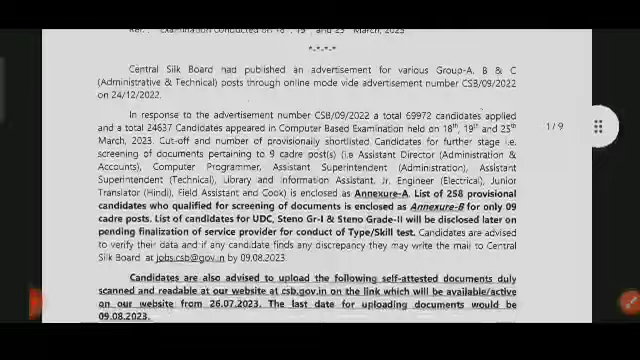 Ref: Examination conducted on 18th, 19th and 25th March, 2023
*-*-*-*
Central Silk Board had published an advertisement for various Group-A, B & C
(Administrative & Technical) posts through online mode vide advertisement number CSB/09/2022
on 24/12/2022.
In response to the advertisement number CSB/09/2022 a total 69972 candidates applied
and a total 24637 Candidates appeared in Computer Based Examination held on 18th, 19th and 25th
March, 2023. Cut-off and number of provisionally shortlisted Candidates for further stage i.e.
screening of documents pertaining to 9 cadre post(s) (i.e Assistant Director (Administration &
Accounts), Computer Programmer, Assistant Superintendent (Administration), Assistant
Superintendent (Technical), Library and Information Assistant, Jr. Engineer (Electrical), Junior
Translator (Hindi), Field Assistant and Cook) is enclosed as Annexure-A. List of 258 provisional
candidates who qualified for screening of documents is enclosed as Annexure-B for only 09
cadre posts. List of candidates for UDC, Steno Gr-I & Steno Grade-II will be disclosed later on
pending finalization of service provider for conduct of Type/Skill test. Candidates are advised
to verify their data and if any candidate finds any discrepancy they may write the mail to Central
Silk Board at jobs.csb@gov.in by 09.08.2023.
Candidates are also advised to upload the following self-attested documents duly
scanned and readable at our website at csb.gov.in on the link which will be available/active
on our website from 26.07.2023. The last date for uploading documents would be
09.08.2023.
1/9